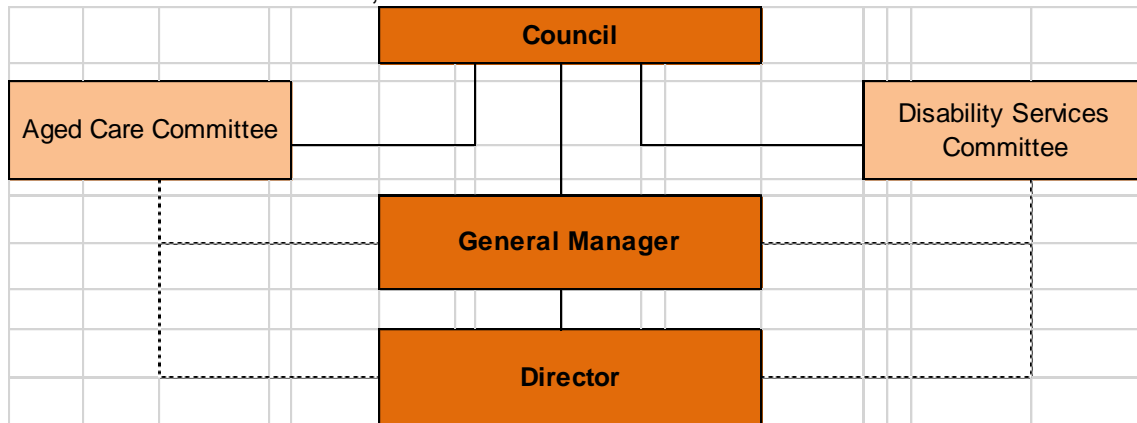 Council
Aged Care Committee
Disability Services
Committee
General Manager
Director